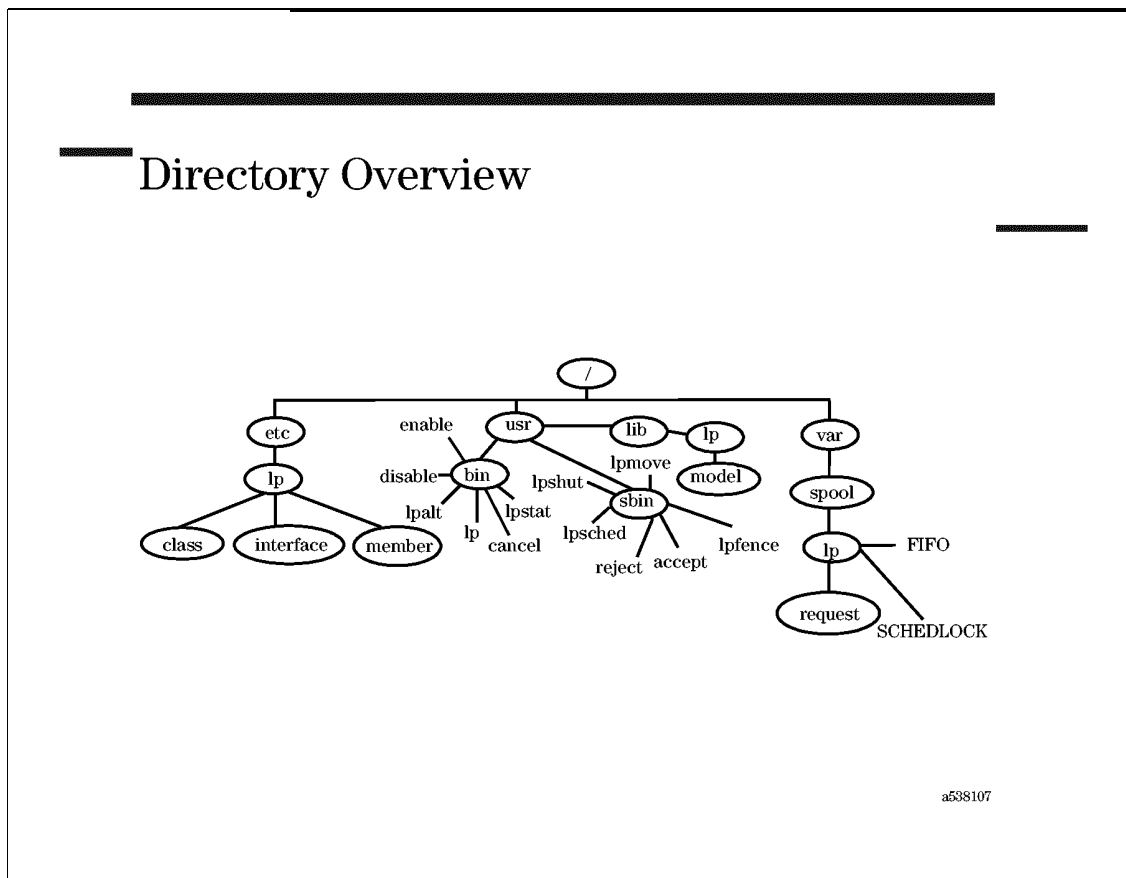 Directory Overview
/
etc
enable
usr
lib
lp
var
lpmove
lp
disable
bin
lpshut
model
spool
lpalt
lp
lpstat
cancel
sbin
lpsched
reject
accept
lpfence
class
interface
member
lp
FIFO
request
SCHEDLOCK
a538107